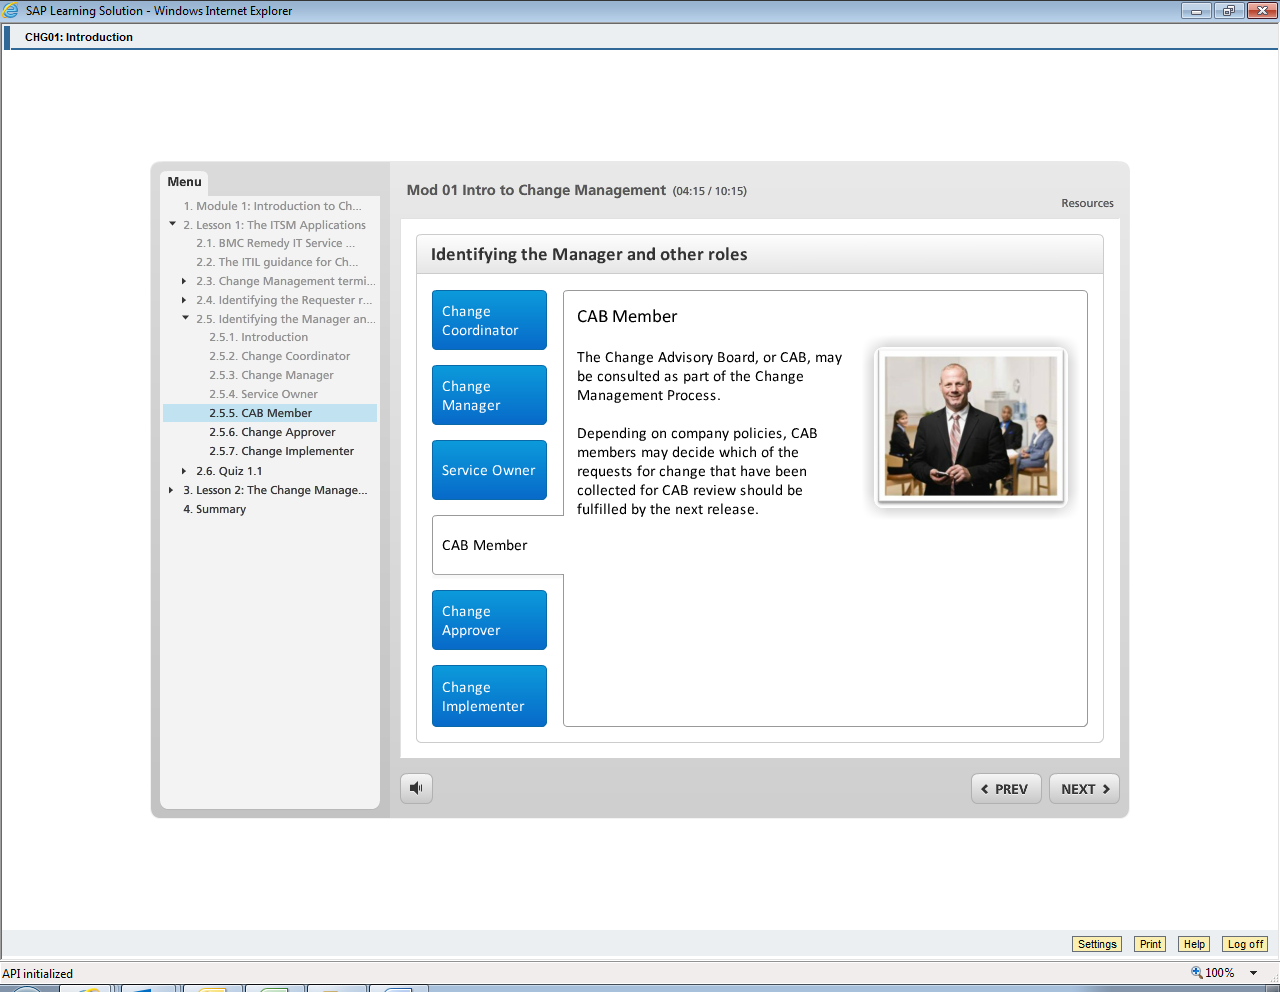 SAP Learning Solution - Windows Internet Explorer
CHG01: Introduction
Menu
1. Module 1: Introduction to Ch...
2. Lesson 1: The ITSM Applications
2.1. BMC Remedy IT Service ...
2.2. The ITIL guidance for Ch...
2.3. Change Management termi...
2.4. Identifying the Requester r...
2.5. Identifying the Manager an...
2.5.1. Introduction
2.5.2. Change Coordinator
2.5.3. Change Manager
2.5.4. Service Owner
2.5.5. CAB Member
2.5.6. Change Approver
2.5.7. Change Implementer
2.6. Quiz 1.1
3. Lesson 2: The Change Manage...
4. Summary
Mod 01 Intro to Change Management (04:15 / 10:15)
Resources
Identifying the Manager and other roles
Change
Coordinator
Change
Manager
Service Owner
CAB Member
Change
Approver
Change
Implementer
CAB Member
The Change Advisory Board, or CAB, may
be consulted as part of the Change
Management Process.
Depending on company policies, CAB
members may decide which of the
requests for change that have been
collected for CAB review should be
fulfilled by the next release.
PREV
NEXT
Settings
Print
Help
Log off
API initialized
100%